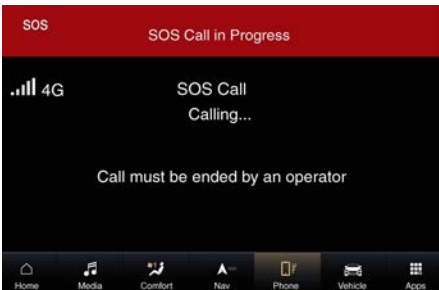 SOS
SOS Call in Progress
4G
SOS Call
Calling...
Call must be ended by an operator
Home Media Comfort Nav Phone Vehicle Apps